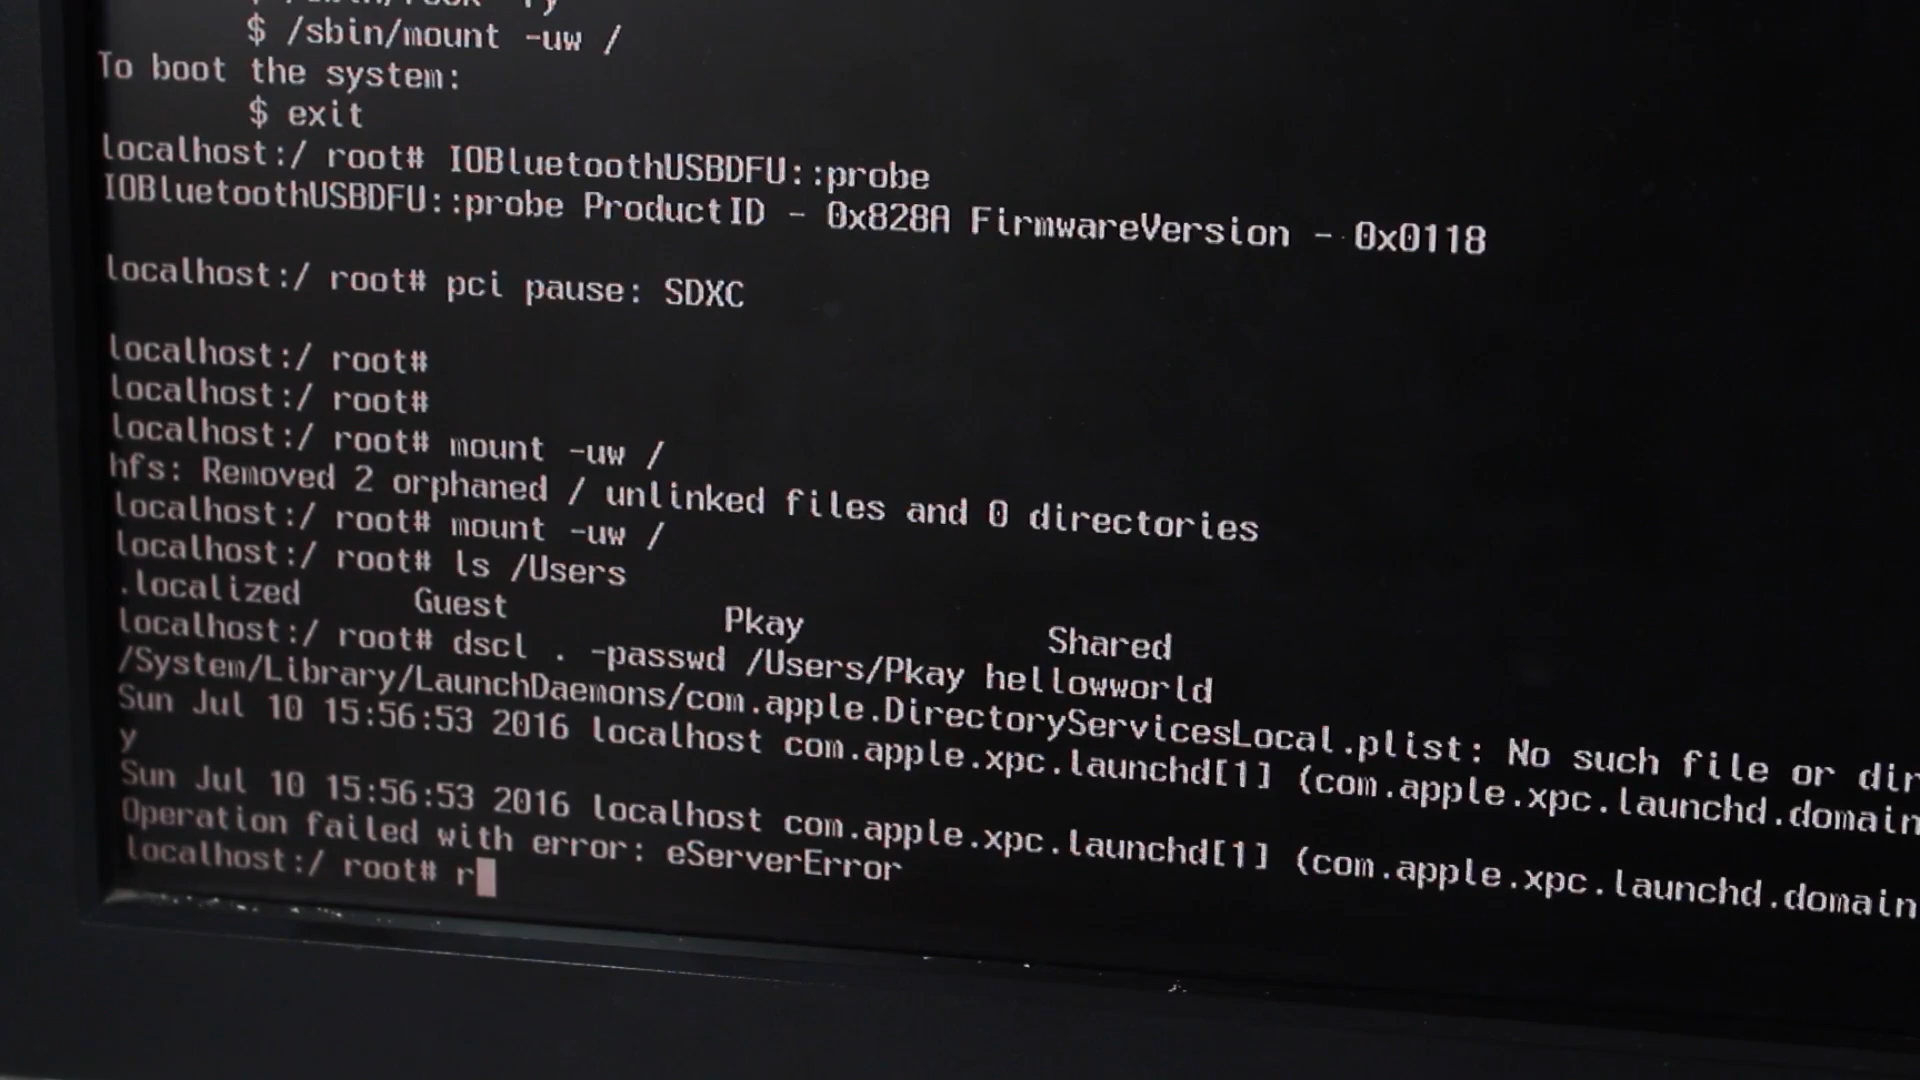 $ /sbin/mount -uw /
To boot the system:
$ exit
localhost:/ root# IOBluetoothUSBDFU::probe
IOBluetoothUSBDFU::probe ProductID - 0x828A FirmwareVersion - 0x0118
localhost:/ root# pci pause: SDXC
localhost:/ root#
localhost:/ root#
localhost:/ root# mount -uw /
hfs: Removed 2 orphaned / unlinked files and 0 directories
localhost:/ root# mount -uw /
localhost:/ root# ls /Users
.localized Guest Pkay Shared
localhost:/ root# dscl . -passwd /Users/Pkay hellowworld
/System/Library/LaunchDaemons/com.apple.DirectoryServicesLocal.plist: No such file or dir
Sun Jul 10 15:56:53 2016 localhost com.apple.xpc.launchd[1] (com.apple.xpc.launchd.domain
y
Sun Jul 10 15:56:53 2016 localhost com.apple.xpc.launchd[1] (com.apple.xpc.launchd.domain
Operation failed with error: eServerError
localhost:/ root# r